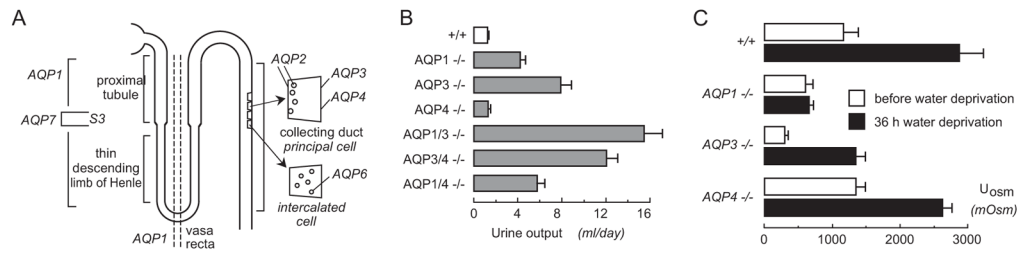 A
AQP1
AQP7
S3
proximal
tubule
thin
descending
limb of Henle
AQP1
vasa
recta
AQP2
AQP3
AQP4
collecting duct
principal cell
AQP6
intercalated
cell
B
+/+
AQP1 -/-
AQP3 -/-
AQP4 -/-
AQP1/3 -/-
AQP3/4 -/-
AQP1/4 -/-
0 4 8 12 16
Urine output (ml/day)
C
+/+
AQP1 -/-
AQP3 -/-
AQP4 -/-
before water deprivation
36 h water deprivation
Uosm
(mOsm)
0 1000 2000 3000